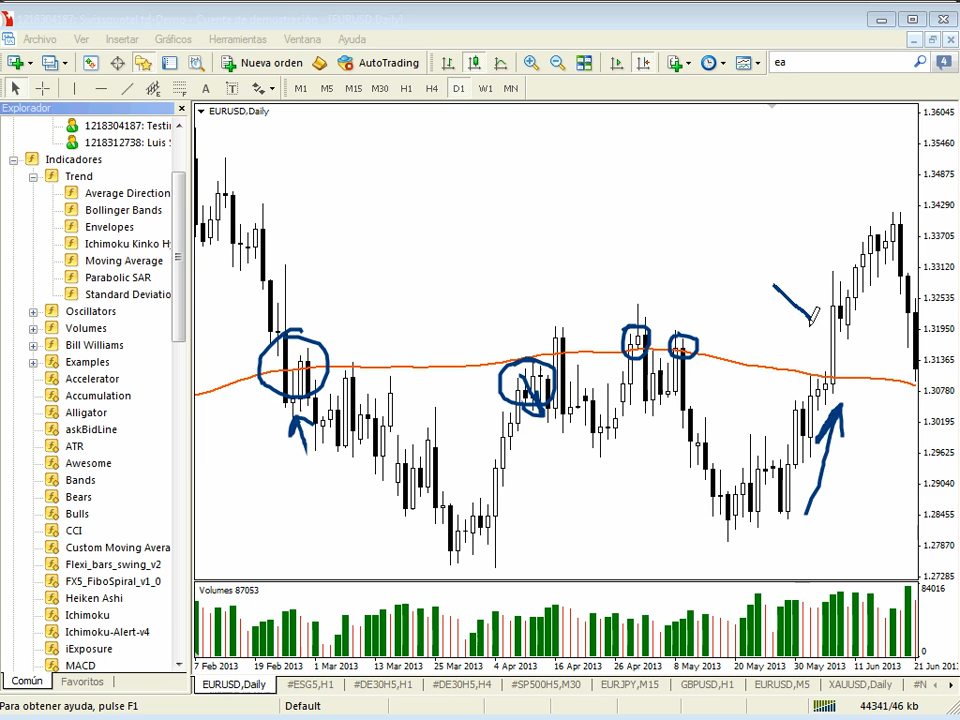 Archivo Ver Insertar Gráficos Herramientas Ventana Ayuda
Nueva orden AutoTrading ea 4
A T M1 M5 M15 M30 H1 H4 D1 W1 MN
Explorador
1218304187: Testi
1218312738: Luis S
Indicadores
Trend
Average Direction
Bollinger Bands
Envelopes
Ichimoku Kinko Hy
Moving Average
Parabolic SAR
Standard Deviatio
Oscillators
Volumes
Bill Williams
Examples
Accelerator
Accumulation
Alligator
askBidLine
ATR
Awesome
Bands
Bears
Bulls
CCI
Custom Moving Avera
Flexi_bars_swing_v2
FX5_FiboSpiral_v1_0
Heiken Ashi
Ichimoku
Ichimoku-Alert-v4
iExposure
MACD
Común Favoritos
EURUSD,Daily
1.36045
1.35460
1.34875
1.34290
1.33705
1.33120
1.32535
1.31950
1.31365
1.30780
1.30195
1.29625
1.29040
1.28455
1.27870
1.27285
Volumes 87053
84016
0
7 Feb 2013 19 Feb 2013 1 Mar 2013 13 Mar 2013 25 Mar 2013 4 Apr 2013 16 Apr 2013 26 Apr 2013 8 May 2013 20 May 2013 30 May 2013 11 Jun 2013 21 Jun 201
EURUSD,Daily #ESG5,H1 #DE30H5,H1 #DE30H5,H4 #SP500H5,M30 EURJPY,M15 GBPUSD,H1 EURUSD,M5 XAUUSD,Daily #N
Para obtener ayuda, pulse F1 Default 44341/46 kb